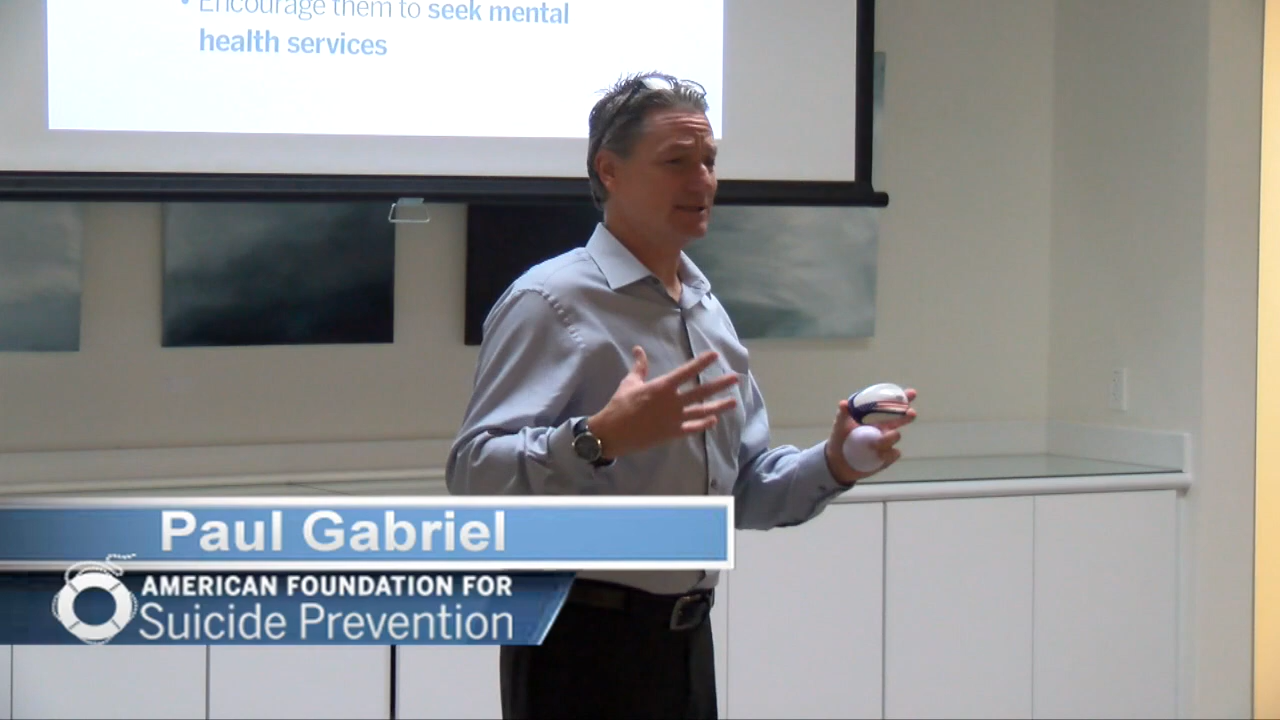 • Encourage them to seek mental
health services
Paul Gabriel
AMERICAN FOUNDATION FOR
Suicide Prevention